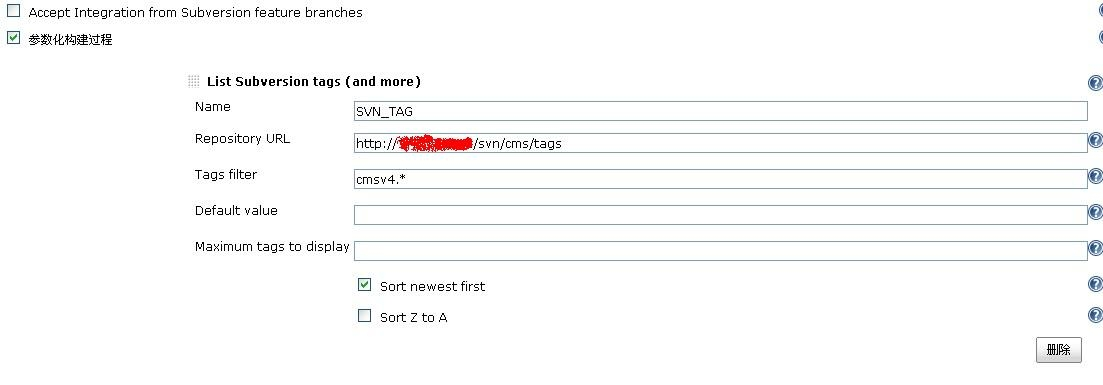 Accept Integration from Subversion feature branches
参数化构建过程
List Subversion tags (and more)
Name
SVN_TAG
Repository URL
http:// /svn/cms/tags
Tags filter
cmsv4.*
Default value
Maximum tags to display
Sort newest first
Sort Z to A
删除